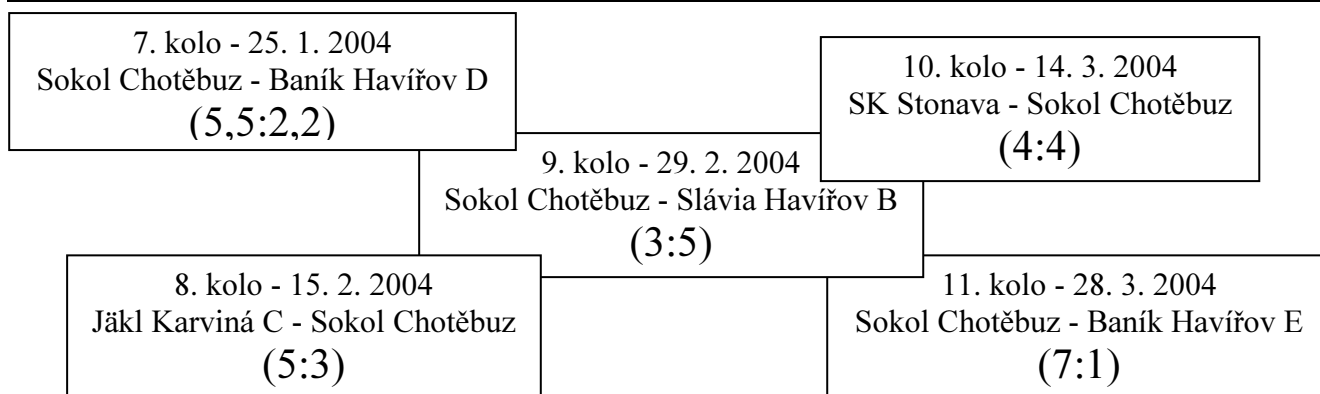 7. kolo - 25. 1. 2004
Sokol Chotěbuz - Baník Havířov D
(5,5:2,2)
10. kolo - 14. 3. 2004
SK Stonava - Sokol Chotěbuz
(4:4)
9. kolo - 29. 2. 2004
Sokol Chotěbuz - Slávia Havířov B
(3:5)
8. kolo - 15. 2. 2004
Jäkl Karviná C - Sokol Chotěbuz
(5:3)
11. kolo - 28. 3. 2004
Sokol Chotěbuz - Baník Havířov E
(7:1)